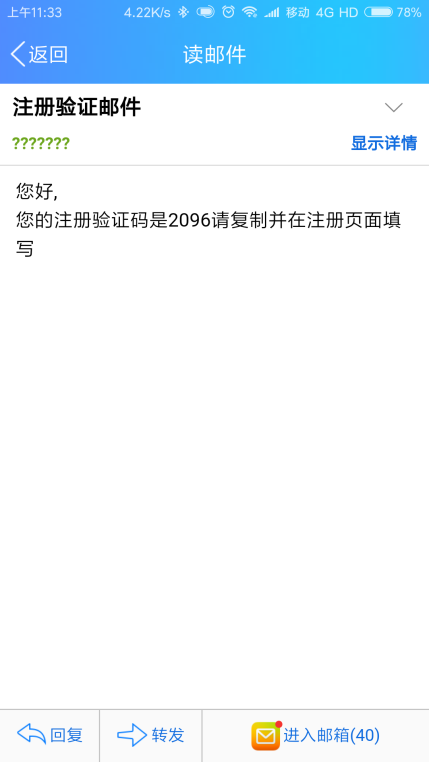 上午11:33 4.22K/s 移动 4G HD 78%
返回 读邮件
注册验证邮件
??????? 显示详情
您好,
您的注册验证码是2096请复制并在注册页面填
写
回复 转发 进入邮箱(40)